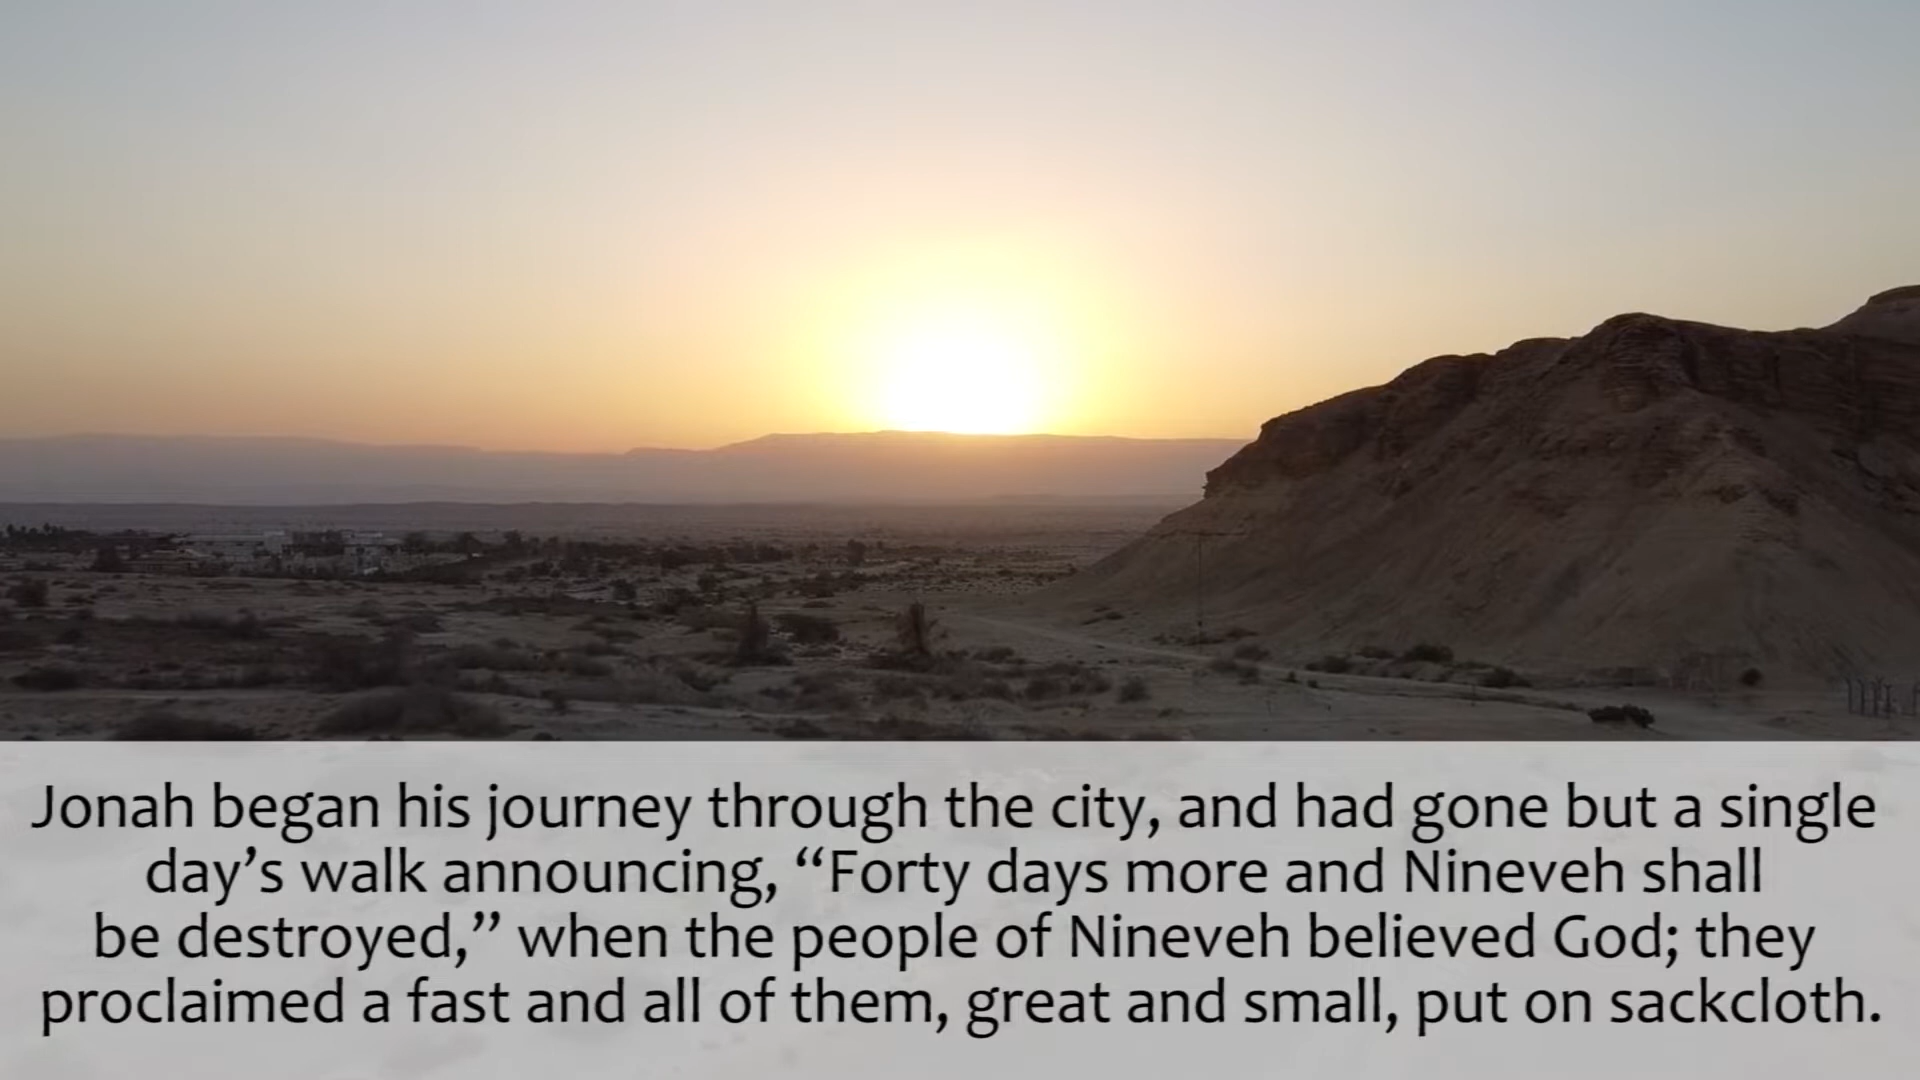 Jonah began his journey through the city, and had gone but a single
day’s walk announcing, “Forty days more and Nineveh shall
be destroyed,” when the people of Nineveh believed God; they
proclaimed a fast and all of them, great and small, put on sackcloth.